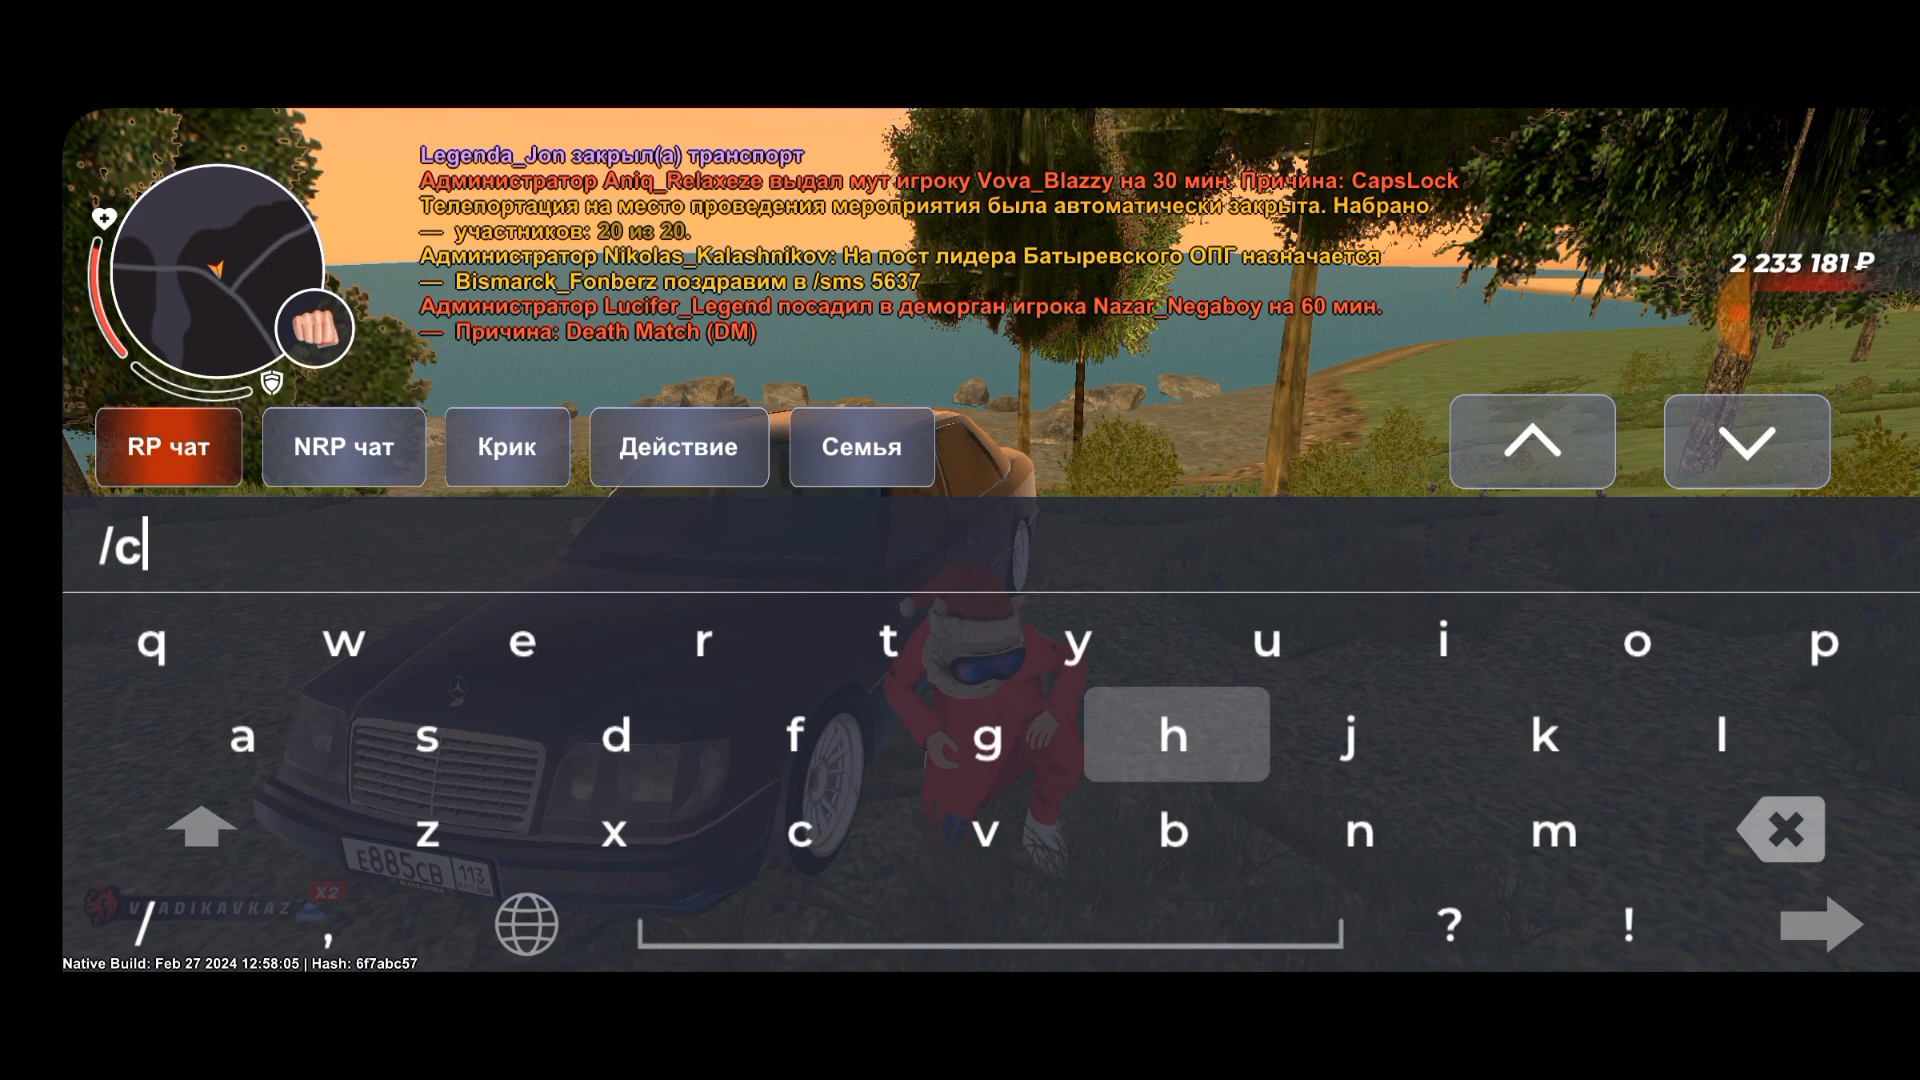 Legenda_Jon закрыл(а) транспорт
Администратор Aniq_Relaxeze выдал мут игроку Vova_Blazzy на 30 мин. Причина: CapsLock
Телепортация на место проведения мероприятия была автоматически закрыта. Набрано
— участников: 20 из 20.
Администратор Nikolas_Kalashnikov: На пост лидера Батыревского ОПГ назначается
— Bismarck_Fonberz поздравим в /sms 5637
2 233 181 ₽
Администратор Lucifer_Legend посадил в деморган игрока Nazar_Negaboy на 60 мин.
— Причина: Death Match (DM)
RP чат NRP чат Крик Действие Семья
/c
q w e r t y u i o p
a s d f g h j k l
z x c v b n m
E885CB 113
VLADIKAVKAZ X2
/ , ? !
Native Build: Feb 27 2024 12:58:05 | Hash: 6f7abc57